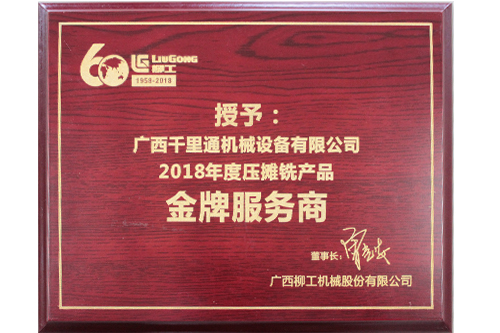 60 LIUGONG
柳工
1958-2018
授予：
广西千里通机械设备有限公司
2018年度压摊铣产品
金牌服务商
董事长：
广西柳工机械股份有限公司